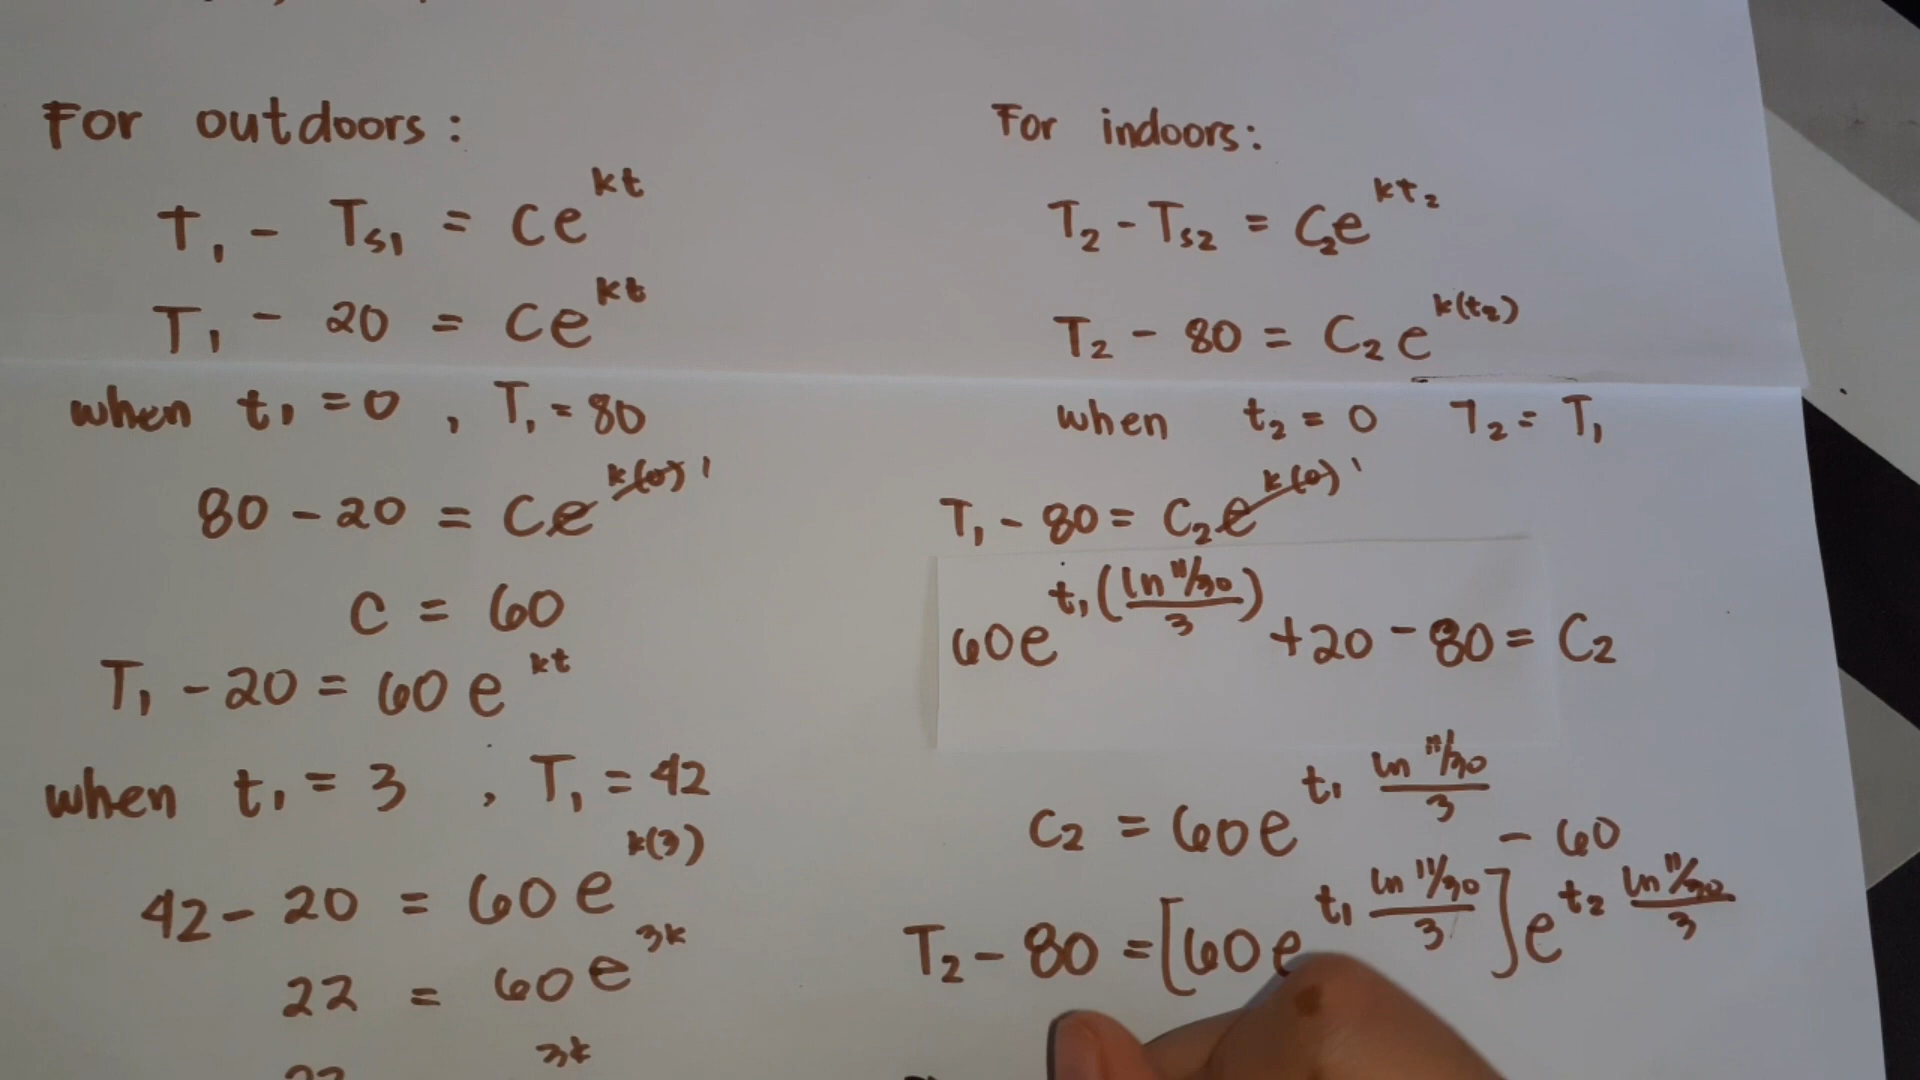 For outdoors:
T₁ - Ts₁ = Ce^kt
T₁ - 20 = Ce^kt
when t₁ = 0, T₁ = 80
80 - 20 = Ce^k(0) 1
C = 60
T₁ - 20 = 60e^kt
when t₁ = 3, T₁ = 42
42 - 20 = 60e^k(3)
22 = 60e^3k
3k
For indoors:
T₂ - Ts₂ = C₂e^kt₂
T₂ - 80 = C₂e^k(t₂)
when t₂ = 0 T₂ = T₁
T₁ - 80 = C₂e^k(0) 1
60e^t₁(ln 11/30 / 3) + 20 - 80 = C₂
C₂ = 60e^t₁ ln 11/30 / 3 - 60
T₂ - 80 = [60e^t₁ ln 11/30 / 3]e^t₂ ln 11/30 / 3